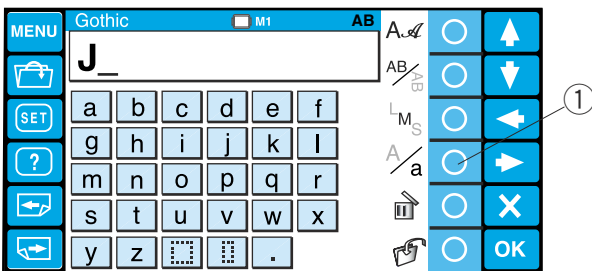 MENU
Gothic M1 AB
J_
A A
AB AB
SET
L M S
a b c d e f
g h i j k l
m n o p q r
s t u v w x
y z .
?
A a
1
OK